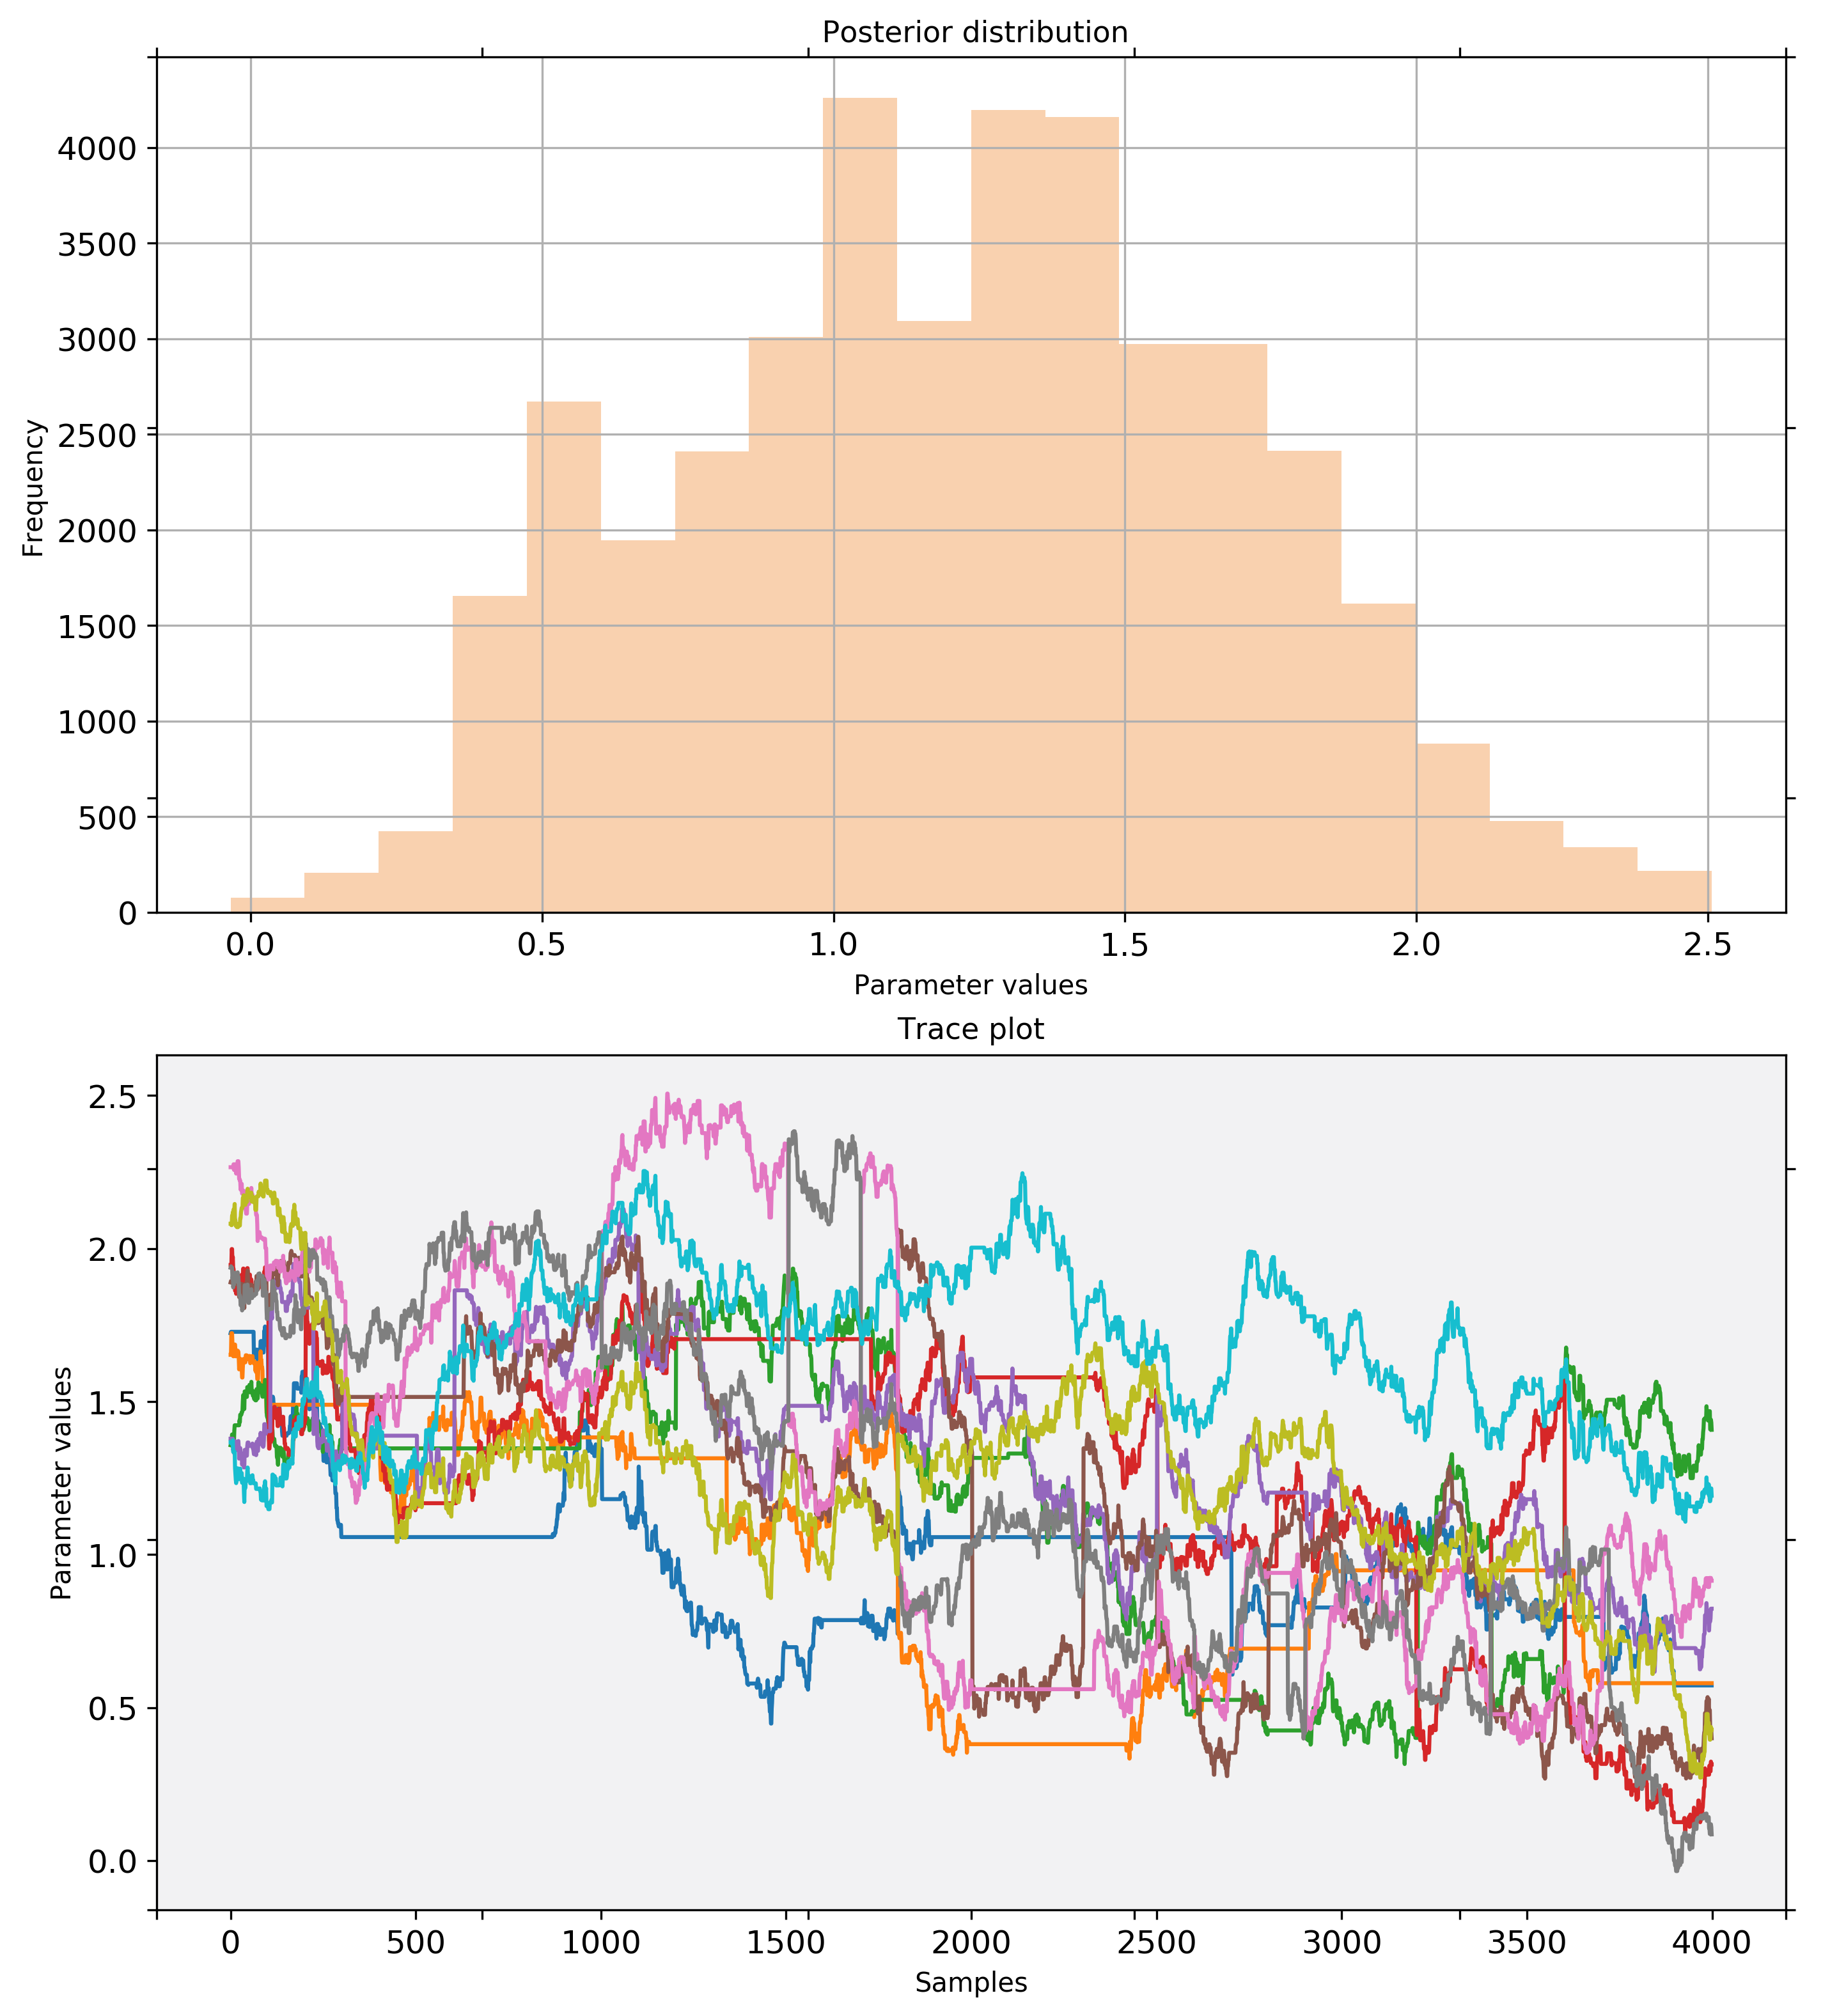 Posterior distribution
4000
3500
3000
2500
2000
1500
1000
500
0
Frequency
0.0 0.5 1.0 1.5 2.0 2.5
Parameter values
Trace plot
2.5
2.0
1.5
1.0
0.5
0.0
Parameter values
0 500 1000 1500 2000 2500 3000 3500 4000
Samples